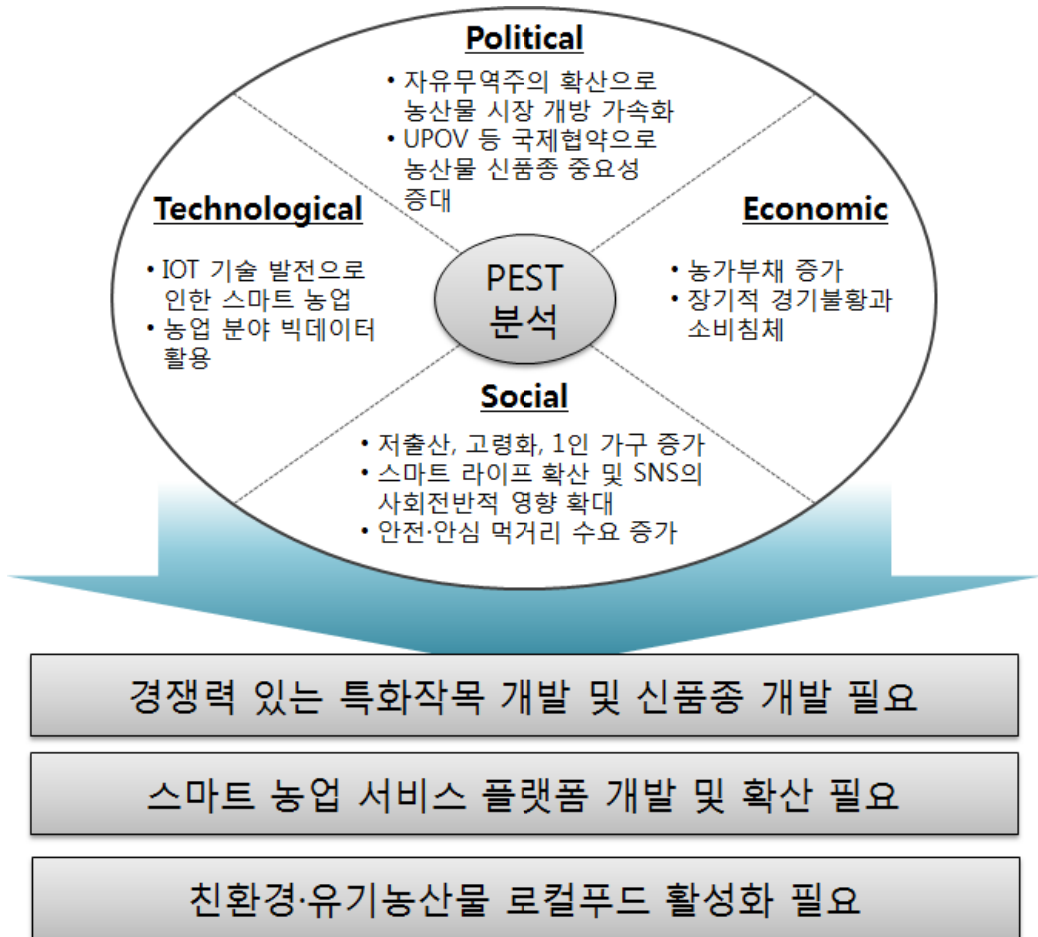 Political
• 자유무역주의 확산으로
농산물 시장 개방 가속화
• UPOV 등 국제협약으로
농산물 신품종 중요성
증대
Technological
• IOT 기술 발전으로
인한 스마트 농업
• 농업 분야 빅데이터
활용
PEST
분석
Economic
• 농가부채 증가
• 장기적 경기불황과
소비침체
Social
• 저출산, 고령화, 1인 가구 증가
• 스마트 라이프 확산 및 SNS의
사회전반적 영향 확대
• 안전·안심 먹거리 수요 증가
경쟁력 있는 특화작목 개발 및 신품종 개발 필요
스마트 농업 서비스 플랫폼 개발 및 확산 필요
친환경·유기농산물 로컬푸드 활성화 필요